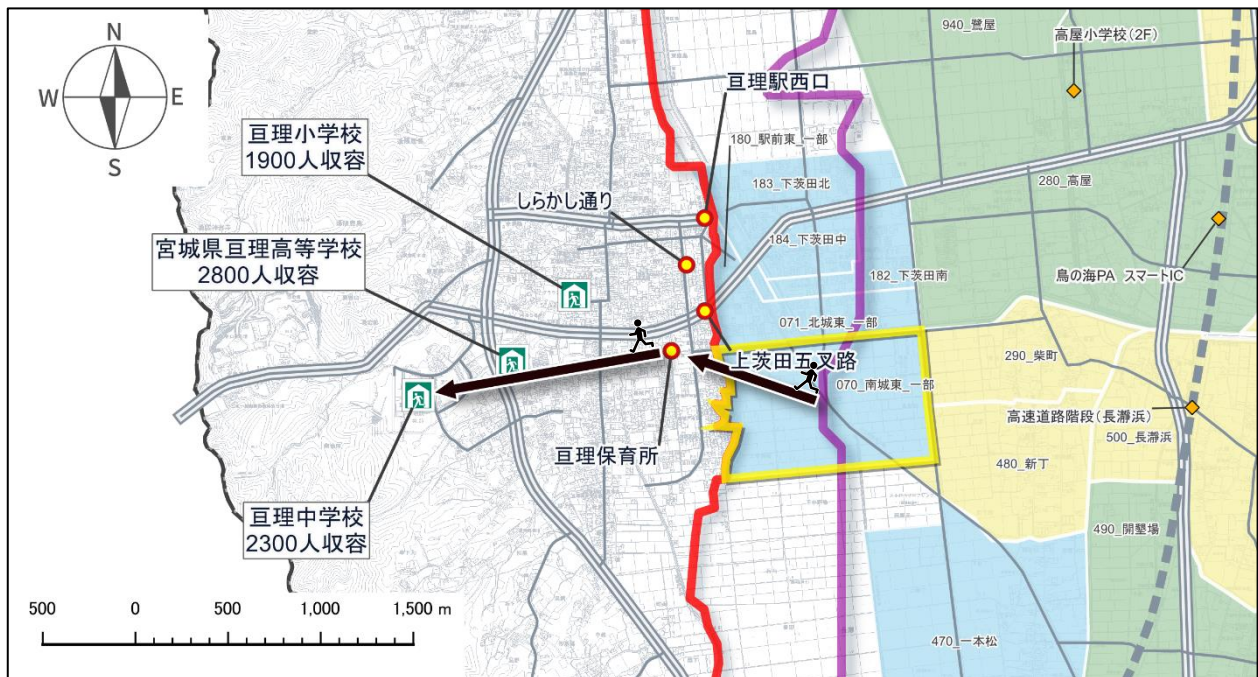 N
W
E
S
940_鷺屋
高屋小学校(2F)
亘理駅西口
亘理小学校
1900人収容
180_駅前東_一部
しらかし通り
183_下茨田北
280_高屋
宮城県亘理高等学校
2800人収容
184_下茨田中
182_下茨田南
鳥の海PA スマートIC
071_北城東_一部
上茨田五叉路
290_柴町
070_南城東_一部
高速道路階段(長瀞浜)
500_長瀞浜
亘理保育所
480_新丁
亘理中学校
2300人収容
490_開墾場
500
0
500
1,000
1,500 m
470_一本松